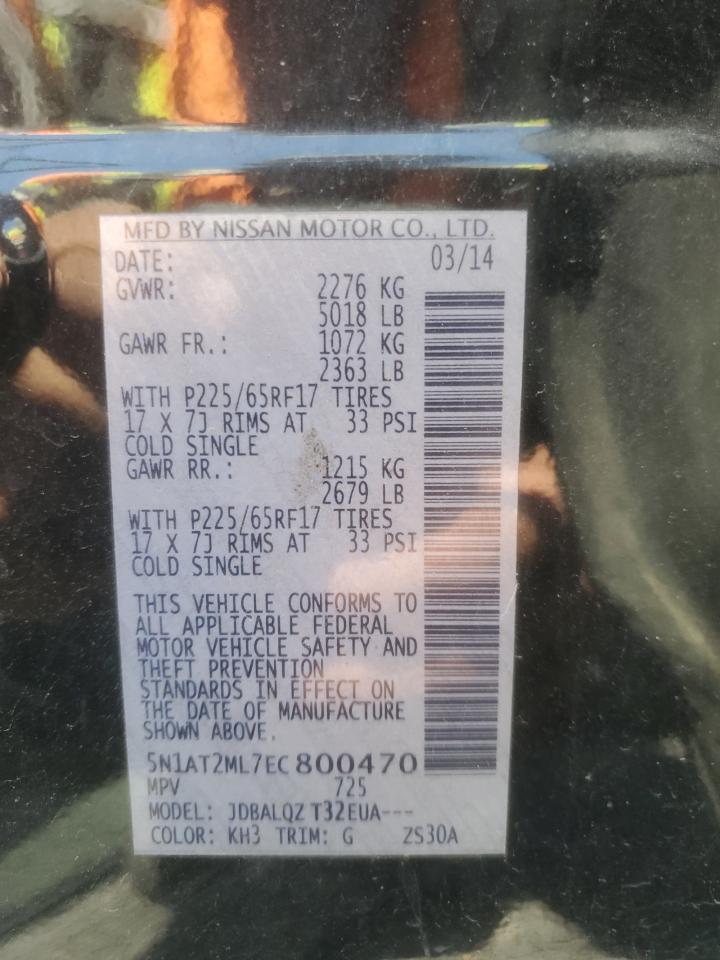 MFD BY NISSAN MOTOR CO., LTD.
DATE: 03/14
GVWR: 2276 KG
5018 LB
GAWR FR.: 1072 KG
2363 LB
WITH P225/65RF17 TIRES
17 X 7J RIMS AT 33 PSI
COLD SINGLE
GAWR RR.: 1215 KG
2679 LB
WITH P225/65RF17 TIRES
17 X 7J RIMS AT 33 PSI
COLD SINGLE
THIS VEHICLE CONFORMS TO
ALL APPLICABLE FEDERAL
MOTOR VEHICLE SAFETY AND
THEFT PREVENTION
STANDARDS IN EFFECT ON
THE DATE OF MANUFACTURE
SHOWN ABOVE.
5N1AT2ML7EC800470
MPV 725
MODEL: JDBALQZ T32EUA---
COLOR: KH3 TRIM: G ZS30A